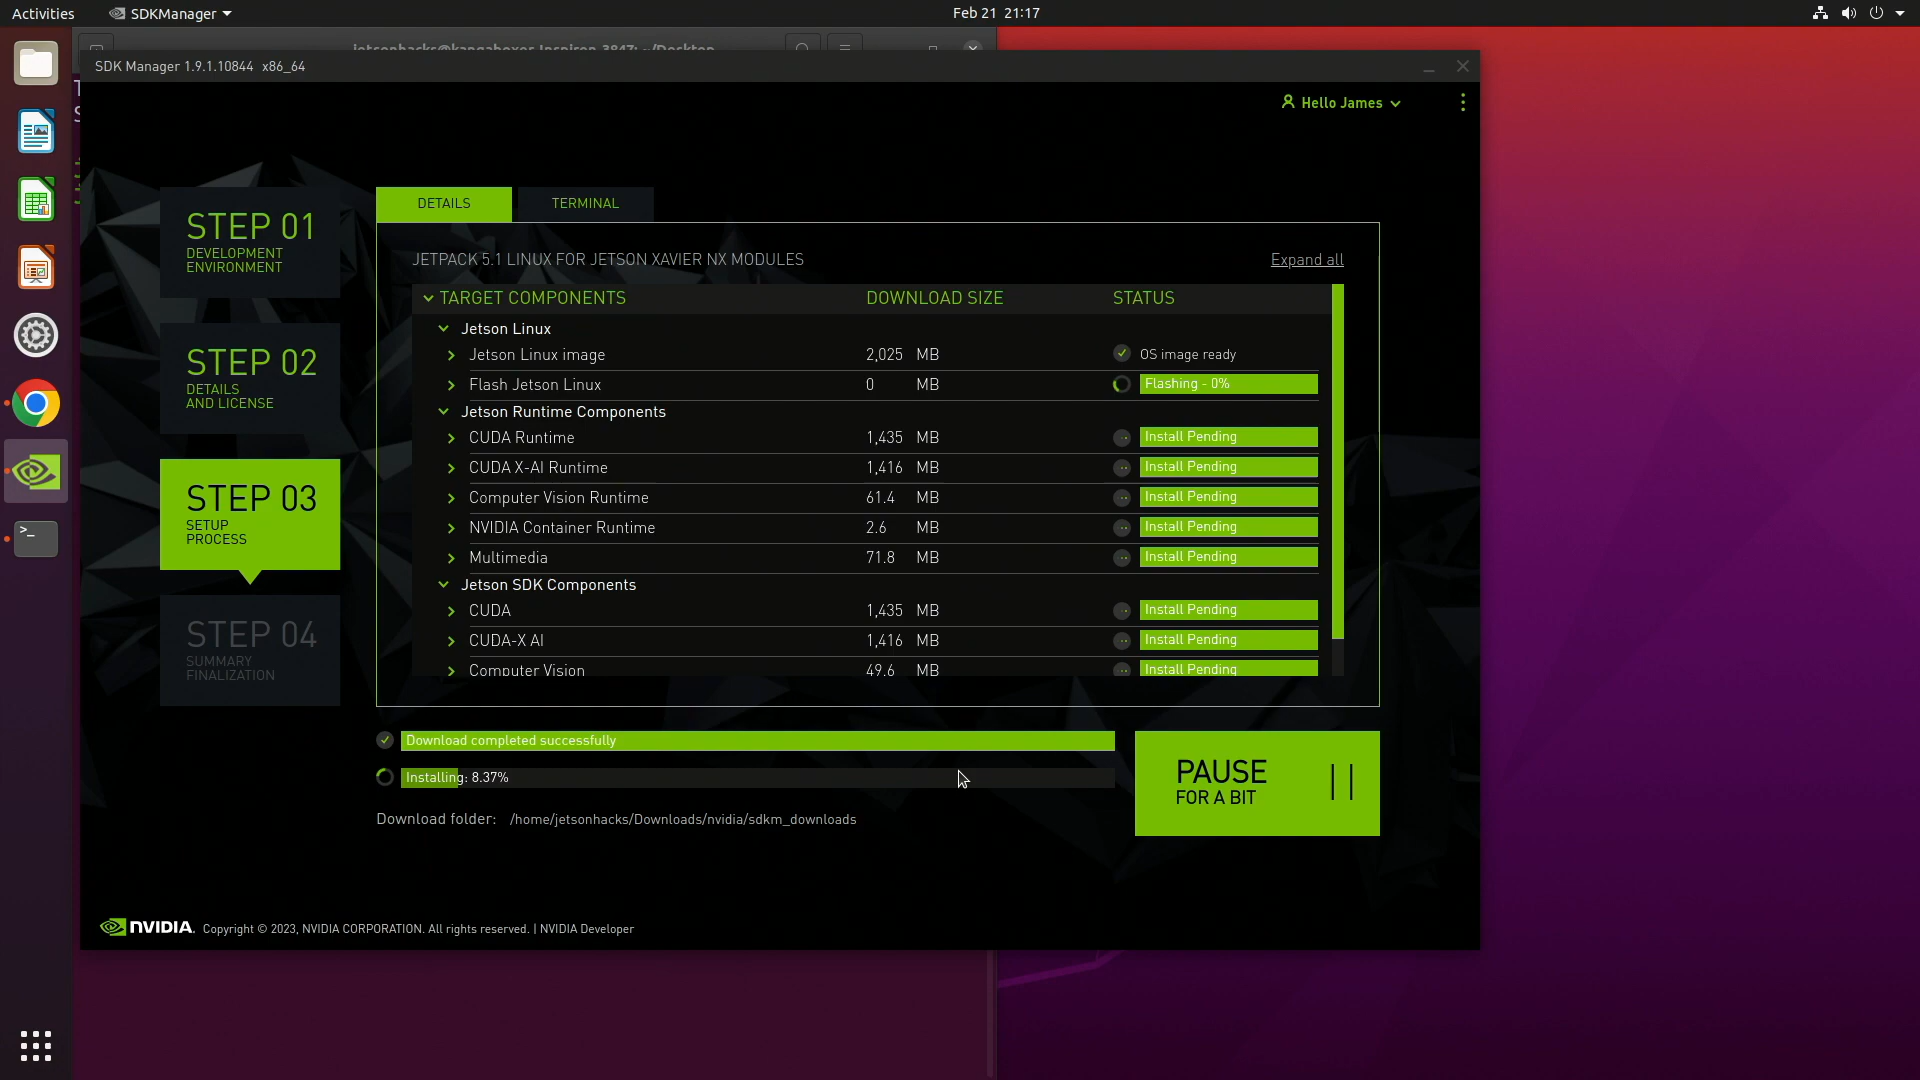 Activities SDKManager Feb 21 21:17
jetsonhacks@kangaboxer-Inspiron-3847: ~/Desktop
SDK Manager 1.9.1.10844 x86_64
Hello James
STEP 01
DEVELOPMENT
ENVIRONMENT
STEP 02
DETAILS
AND LICENSE
STEP 03
SETUP
PROCESS
STEP 04
SUMMARY
FINALIZATION
DETAILS TERMINAL
JETPACK 5.1 LINUX FOR JETSON XAVIER NX MODULES Expand all
TARGET COMPONENTS DOWNLOAD SIZE STATUS
Jetson Linux
Jetson Linux image 2,025 MB OS image ready
Flash Jetson Linux 0 MB Flashing - 0%
Jetson Runtime Components
CUDA Runtime 1,435 MB Install Pending
CUDA X-AI Runtime 1,416 MB Install Pending
Computer Vision Runtime 61.4 MB Install Pending
NVIDIA Container Runtime 2.6 MB Install Pending
Multimedia 71.8 MB Install Pending
Jetson SDK Components
CUDA 1,435 MB Install Pending
CUDA-X AI 1,416 MB Install Pending
Computer Vision 49.6 MB Install Pending
Download completed successfully
Installing: 8.37%
PAUSE
FOR A BIT
Download folder: /home/jetsonhacks/Downloads/nvidia/sdkm_downloads
NVIDIA. Copyright © 2023, NVIDIA CORPORATION. All rights reserved. | NVIDIA Developer